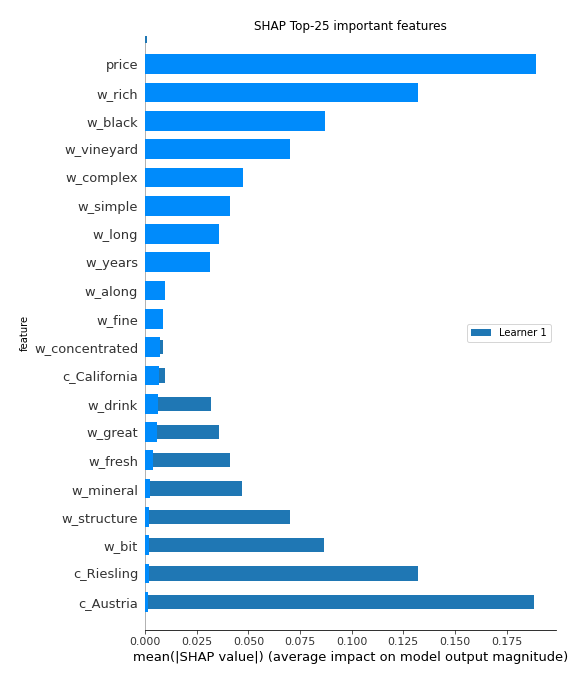 SHAP Top-25 important features
price
w_rich
w_black
w_vineyard
w_complex
w_simple
w_long
w_years
w_along
w_fine
feature
Learner 1
w_concentrated
c_California
w_drink
w_great
w_fresh
w_mineral
w_structure
w_bit
c_Riesling
c_Austria
0.000 0.025 0.050 0.075 0.100 0.125 0.150 0.175
mean(|SHAP value|) (average impact on model output magnitude)